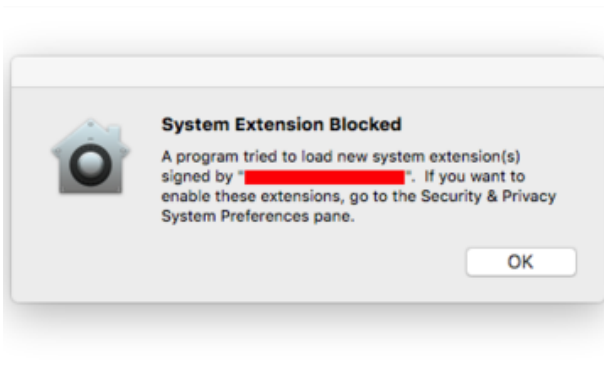 System Extension Blocked
A program tried to load new system extension(s)
signed by "                    ".  If you want to
enable these extensions, go to the Security & Privacy
System Preferences pane.
OK